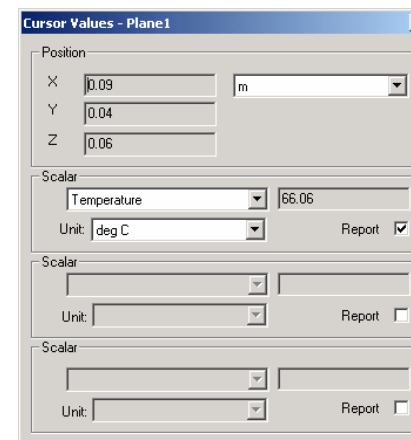 Cursor Values - Plane1
Position
X 0.09 m
Y 0.04
Z 0.06
Scalar
Temperature 66.06
Unit: deg C Report
Scalar
Unit: Report
Scalar
Unit: Report